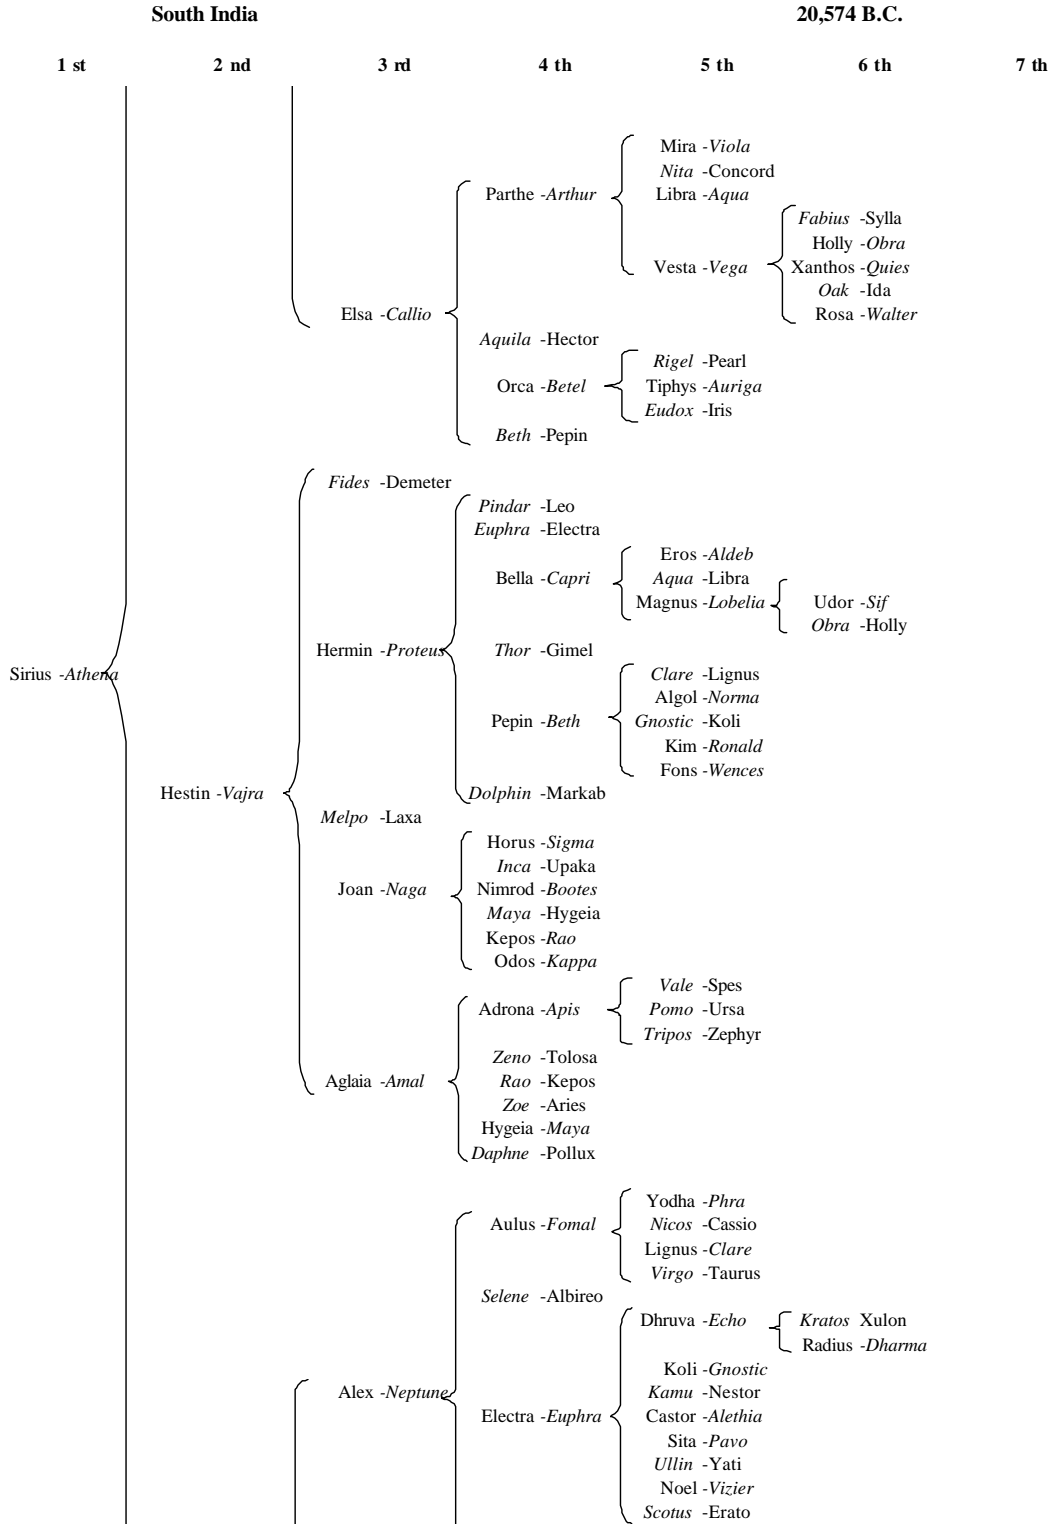 South India 20,574 B.C.
1 st 2 nd 3 rd 4 th 5 th 6 th 7 th
Mira -Viola
Nita -Concord
Parthe -Arthur Libra -Aqua
Fabius -Sylla
Holly -Obra
Vesta -Vega Xanthos -Quies
Oak -Ida
Elsa -Callio Rosa -Walter
Aquila -Hector
Rigel -Pearl
Orca -Betel Tiphys -Auriga
Eudox -Iris
Beth -Pepin
Fides -Demeter
Pindar -Leo
Euphra -Electra
Eros -Aldeb
Bella -Capri Aqua -Libra
Magnus -Lobelia Udor -Sif
Obra -Holly
Hermin -Proteus Thor -Gimel
Sirius -Athena Clare -Lignus
Algol -Norma
Pepin -Beth Gnostic -Koli
Kim -Ronald
Fons -Wences
Hestin -Vajra Dolphin -Markab
Melpo -Laxa
Horus -Sigma
Inca -Upaka
Joan -Naga Nimrod -Bootes
Maya -Hygeia
Kepos -Rao
Odos -Kappa
Vale -Spes
Adrona -Apis Pomo -Ursa
Tripos -Zephyr
Zeno -Tolosa
Aglaia -Amal Rao -Kepos
Zoe -Aries
Hygeia -Maya
Daphne -Pollux
Yodha -Phra
Aulus -Fomal Nicos -Cassio
Lignus -Clare
Virgo -Taurus
Selene -Albireo
Dhruva -Echo Kratos Xulon
Radius -Dharma
Koli -Gnostic
Alex -Neptune Kamu -Nestor
Electra -Euphra Castor -Alethia
Sita -Pavo
Ullin -Yati
Noel -Vizier
Scotus -Erato